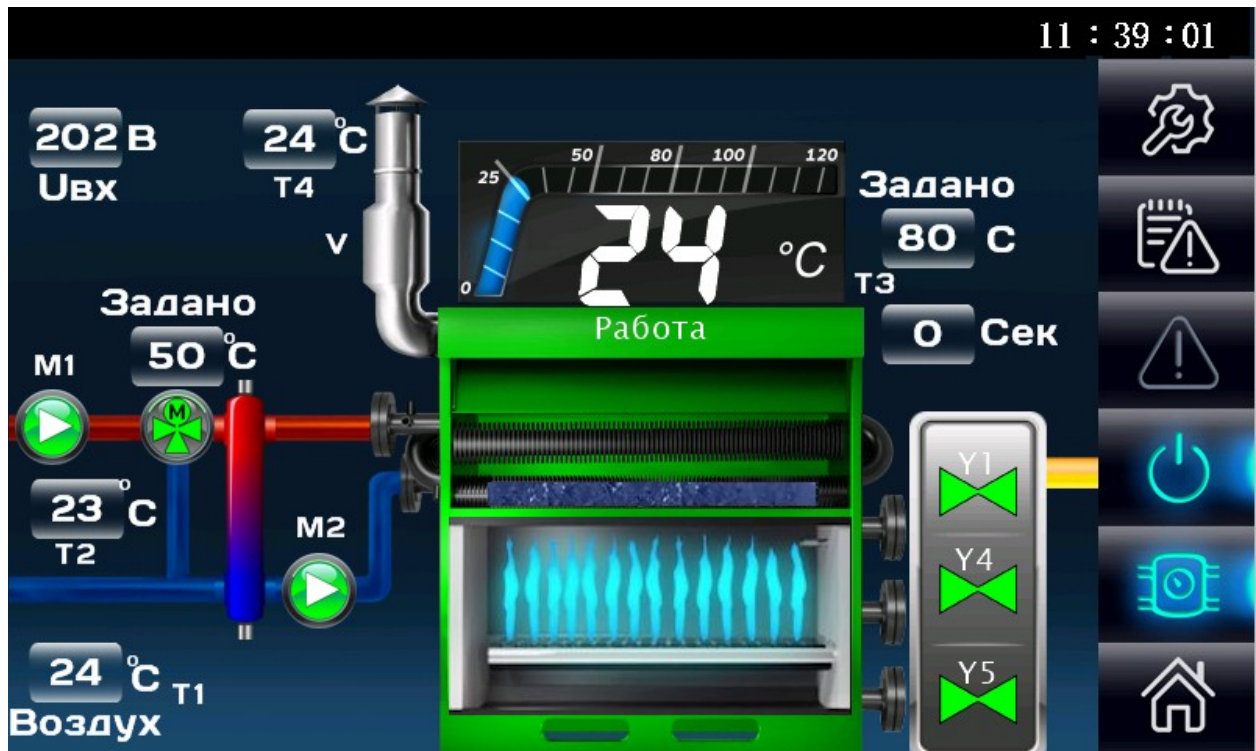 11 : 39 : 01
202 В
Uвх
24 °C
T4
V
25 50 80 100 120
0
24 °C
Задано
80 C
T3
0 Сек
Работа
Задано
50 °C
M1
M
23 °C
T2
M2
24 °C T1
Воздух
Y1
Y4
Y5